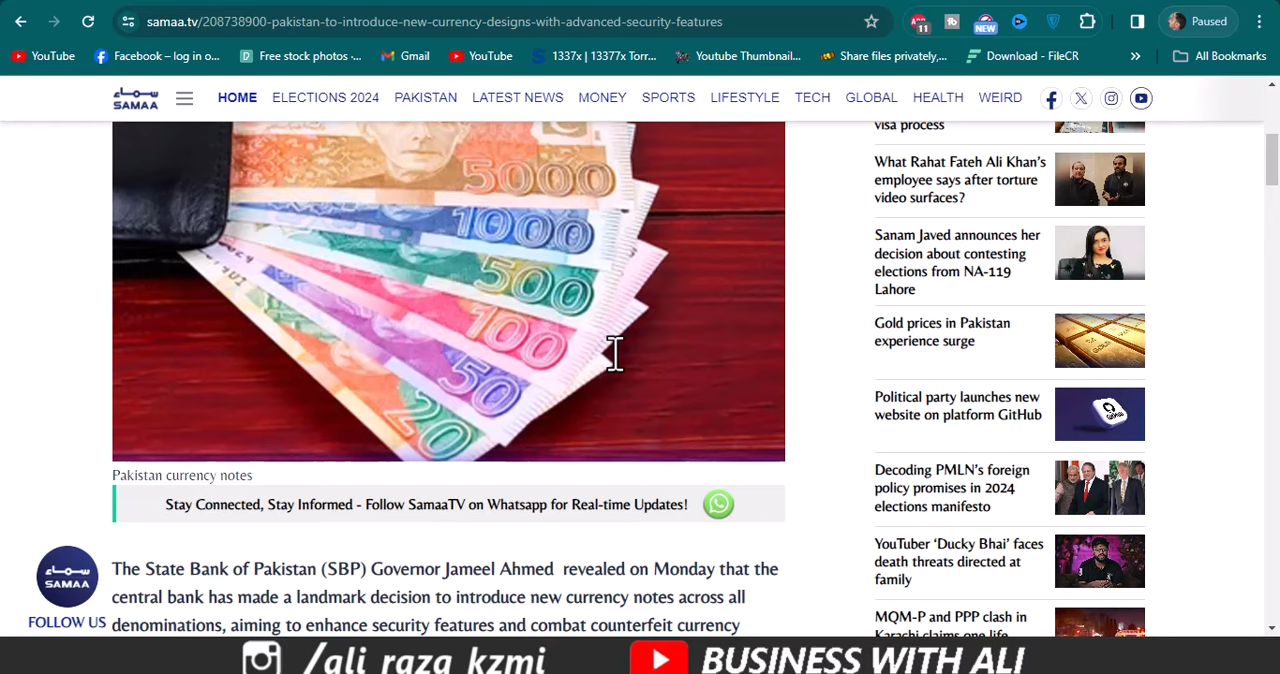 samaa.tv/208738900-pakistan-to-introduce-new-currency-designs-with-advanced-security-features
11
NEW
Paused
YouTube
Facebook – log in o...
Free stock photos ·...
Gmail
YouTube
1337x | 13377x Torr...
Youtube Thumbnail...
Share files privately,...
Download - FileCR
»
All Bookmarks
SAMAA
HOME
ELECTIONS 2024
PAKISTAN
LATEST NEWS
MONEY
SPORTS
LIFESTYLE
TECH
GLOBAL
HEALTH
WEIRD
5000
1000
500
100
50
20
Pakistan currency notes
Stay Connected, Stay Informed - Follow SamaaTV on Whatsapp for Real-time Updates!
The State Bank of Pakistan (SBP) Governor Jameel Ahmed revealed on Monday that the
central bank has made a landmark decision to introduce new currency notes across all
denominations, aiming to enhance security features and combat counterfeit currency
سماء
SAMAA
FOLLOW US
visa process
What Rahat Fateh Ali Khan's
employee says after torture
video surfaces?
Sanam Javed announces her
decision about contesting
elections from NA-119
Lahore
Gold prices in Pakistan
experience surge
Political party launches new
website on platform GitHub
Decoding PMLN's foreign
policy promises in 2024
elections manifesto
YouTuber 'Ducky Bhai' faces
death threats directed at
family
MQM-P and PPP clash in
Karachi claims one life
/ali_raza_kzmi
BUSINESS WITH ALI